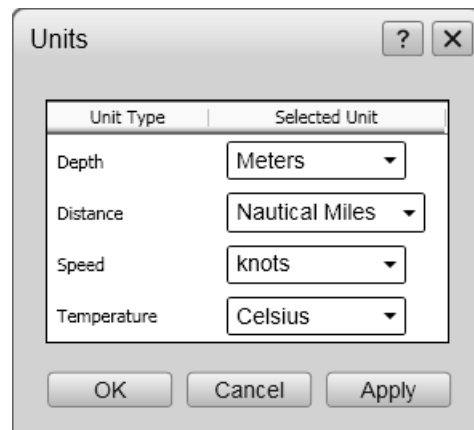 Units ?
Unit Type Selected Unit
Depth Meters
Distance Nautical Miles
Speed knots
Temperature Celsius
OK Cancel Apply